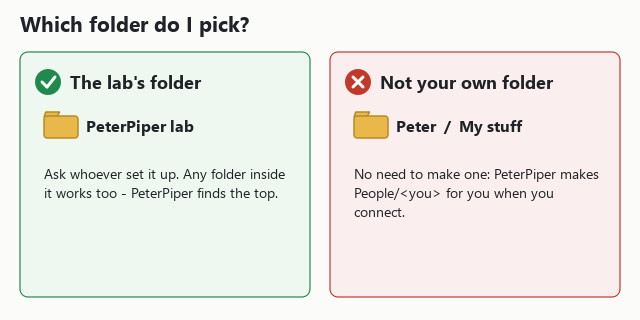 Which folder do I pick?
The lab's folder
PeterPiper lab
Ask whoever set it up. Any folder inside
it works too - PeterPiper finds the top.
Not your own folder
Peter / My stuff
No need to make one: PeterPiper makes
People/<you> for you when you
connect.